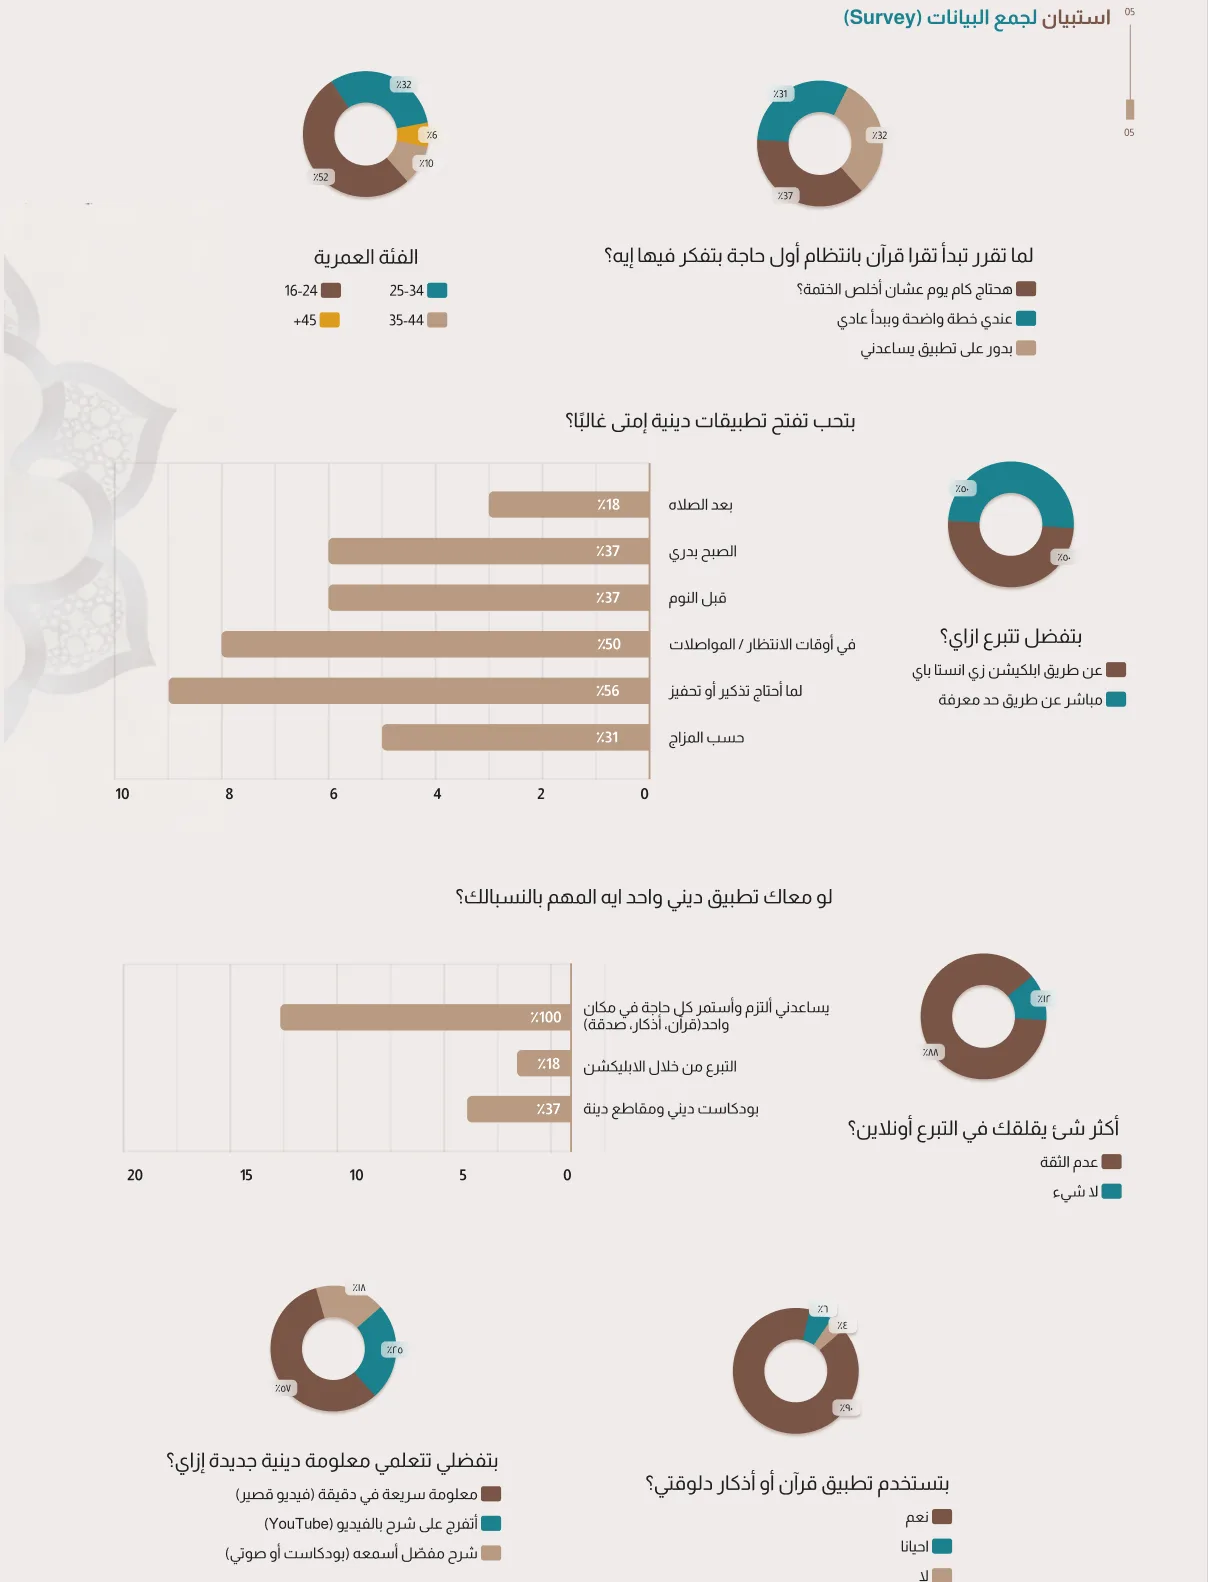 استبيان لجمع البيانات (Survey)
05
05
٪31
٪32
٪37
لما تقرر تبدأ تقرا قرآن بانتظام أول حاجة بتفكر فيها إيه؟
هحتاج كام يوم عشان أخلص الختمة؟
عندي خطة واضحة وببدأ عادي
بدور على تطبيق يساعدني
٪32
٪6
٪10
٪52
الفئة العمرية
25-34
16-24
35-44
+45
بتحب تفتح تطبيقات دينية إمتى غالبًا؟
بعد الصلاه
٪18
الصبح بدري
٪37
قبل النوم
٪37
في أوقات الانتظار / المواصلات
٪50
لما أحتاج تذكير أو تحفيز
٪56
حسب المزاج
٪31
0
2
4
6
8
10
٪٥٠
٪٥٠
بتفضل تتبرع ازاي؟
عن طريق ابلكيشن زي انستا باي
مباشر عن طريق حد معرفة
لو معاك تطبيق ديني واحد ايه المهم بالنسبالك؟
يساعدني ألتزم وأستمر كل حاجة في مكان
واحد(قرآن، أذكار، صدقة)
٪100
التبرع من خلال الابليكشن
٪18
بودكاست ديني ومقاطع دينة
٪37
0
5
10
15
20
٪١٢
٪٨٨
أكثر شئ يقلقك في التبرع أونلاين؟
عدم الثقة
لا شيء
٪٦
٪٤
٪٩٠
بتستخدم تطبيق قرآن أو أذكار دلوقتي؟
نعم
احيانا
لا
٪١٨
٪٢٥
٪٥٧
بتفضلي تتعلمي معلومة دينية جديدة إزاي؟
معلومة سريعة في دقيقة (فيديو قصير)
أتفرج على شرح بالفيديو (YouTube)
شرح مفصّل أسمعه (بودكاست أو صوتي)